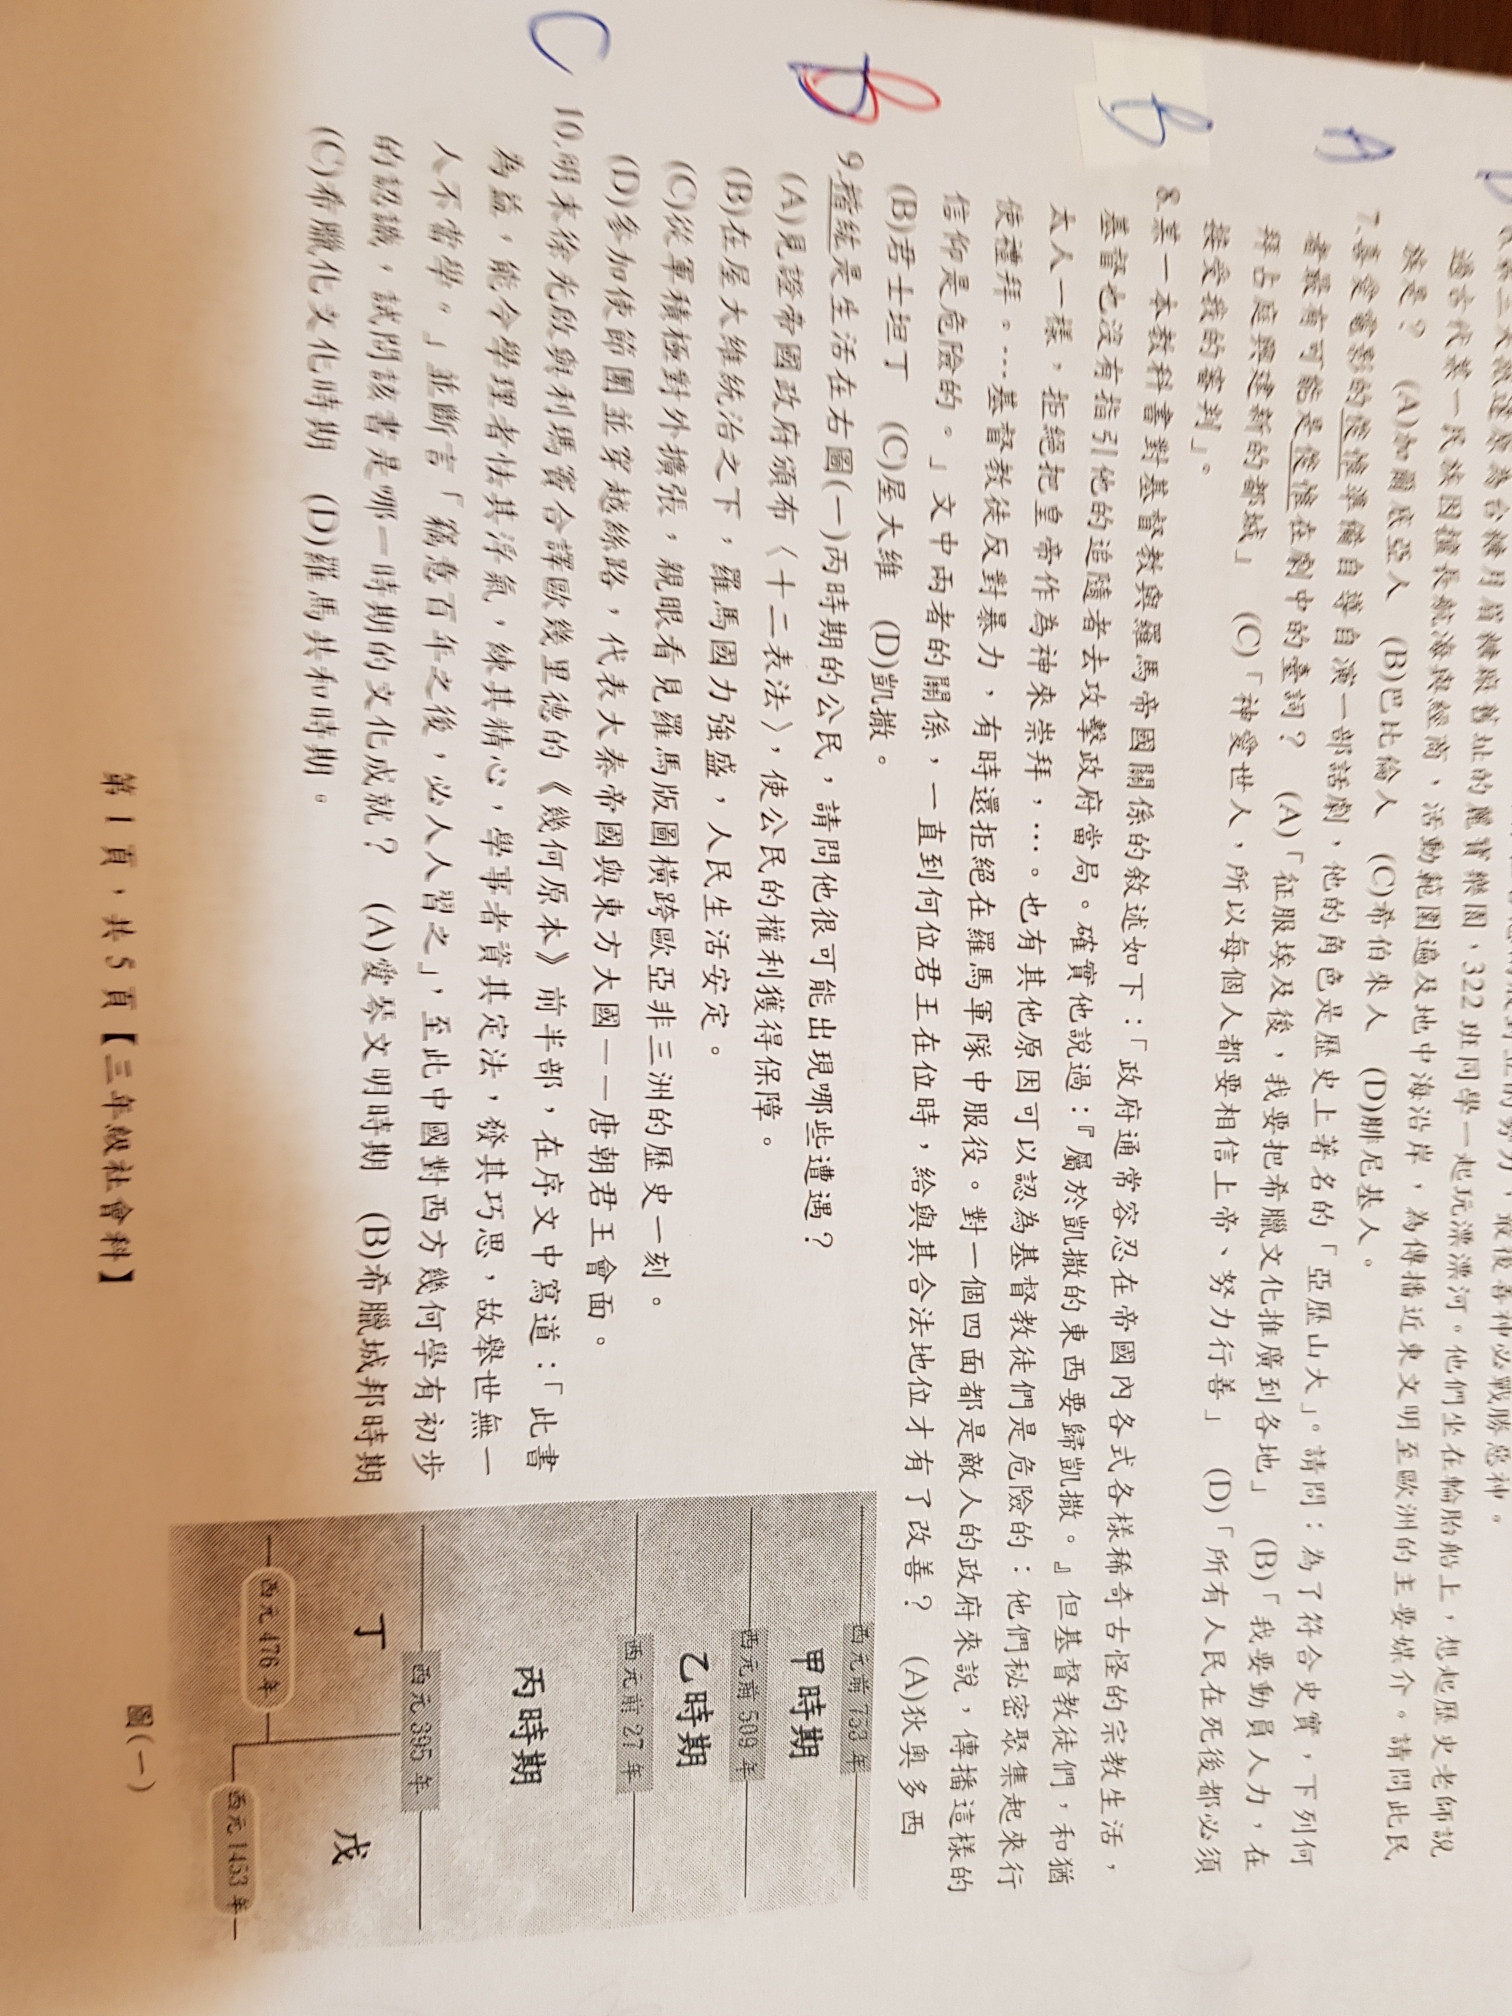 過古代某一民族因擅長航海與經商,活動範圍遍及地中海沿岸,為傳播近東文明至歐洲的主要媒介。請問此民
族是? (A)加爾底亞人 (B)巴比倫人 (C)希伯來人 (D)腓尼基人。
A
7.喜愛電影的俊惟準備自導自演一部話劇,他的角色是歷史上著名的「亞歷山大」。請問:為了符合史實,下列何
者最有可能是俊惟在劇中的臺詞? (A)「征服埃及後,我要把希臘文化推廣到各地」 (B)「我要動員人力,在
拜占庭興建新的都城」 (C)「神愛世人,所以每個人都要相信上帝、努力行善」 (D)「所有人民在死後都必須
接受我的審判」。
B
8.某一本教科書對基督教與羅馬帝國關係的敘述如下:「政府通常容忍在帝國內各式各樣稀奇古怪的宗教生活,
基督也沒有指引他的追隨者去攻擊政府當局。確實他說過:『屬於凱撒的東西要歸凱撒。』但基督教徒們,和猶
太人一樣,拒絕把皇帝作為神來崇拜,…。也有其他原因可以認為基督教徒們是危險的:他們秘密聚集起來行
使禮拜。…基督教徒反對暴力,有時還拒絕在羅馬軍隊中服役。對一個四面都是敵人的政府來說,傳播這樣的
信仰是危險的。」文中兩者的關係,一直到何位君王在位時,給與其合法地位才有了改善? (A)狄奧多西
(B)君士坦丁 (C)屋大維 (D)凱撒。
B
9.楷紘是生活在右圖(一)丙時期的公民,請問他很可能出現哪些遭遇?
(A)見證帝國政府頒布〈十二表法〉,使公民的權利獲得保障。
(B)在屋大維統治之下,羅馬國力強盛,人民生活安定。
(C)從軍積極對外擴張,親眼看見羅馬版圖橫跨歐亞非三洲的歷史一刻。
(D)參加使節團並穿越絲路,代表大秦帝國與東方大國——唐朝君王會面。
C
10.明末徐光啟與利瑪竇合譯歐幾里德的《幾何原本》前半部,在序文中寫道:「此書
為益,能令學理者怯其浮氣,練其精心,學事者資其定法,發其巧思,故舉世無一
人不當學。」並斷言「竊意百年之後,必人人習之」,至此中國對西方幾何學有初步
的認識,試問該書是哪一時期的文化成就? (A)愛琴文明時期 (B)希臘城邦時期
(C)希臘化文化時期 (D)羅馬共和時期。
西元前 753 年
甲時期
西元前 509 年
乙時期
西元前 27 年
丙時期
西元 395 年
丁
戊
西元 476 年
西元 1453 年
圖(一)
第 1 頁,共 5 頁【三年級社會科】